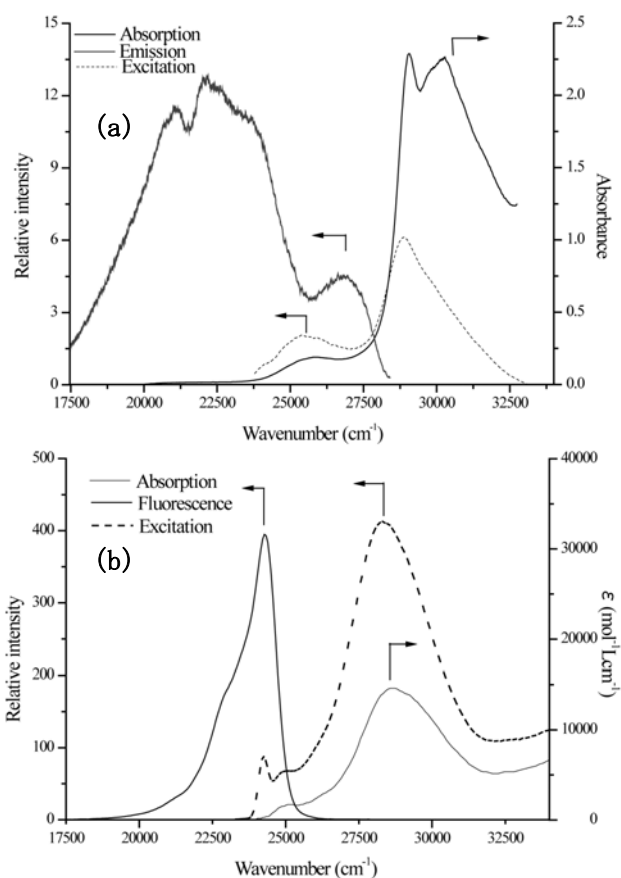 Absorption
Emission
Excitation
(a)
Relative intensity
15
12
9
6
3
0
Absorbance
2.5
2.0
1.5
1.0
0.5
0.0
17500 20000 22500 25000 27500 30000 32500
Wavenumber (cm-1)
Absorption
Fluorescence
Excitation
(b)
Relative intensity
500
400
300
200
100
0
ε (mol-1Lcm-1)
40000
30000
20000
10000
0
17500 20000 22500 25000 27500 30000 32500
Wavenumber (cm-1)